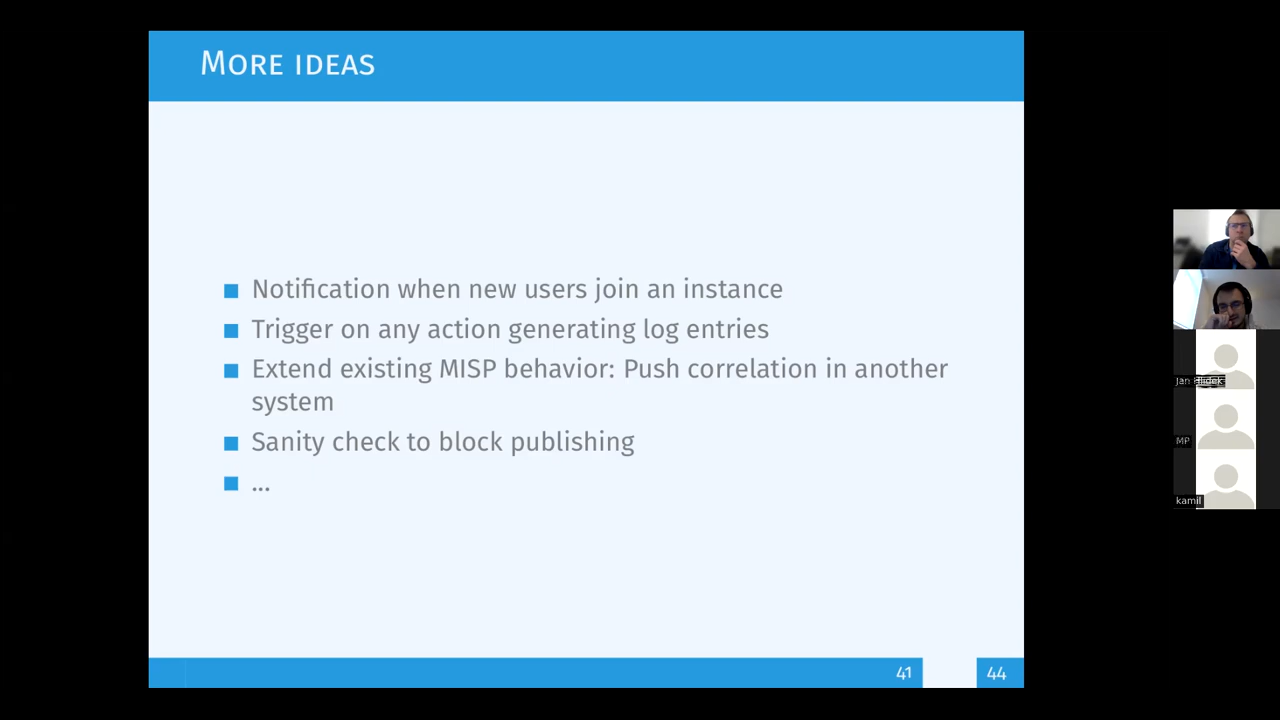 More ideas
Notification when new users join an instance
Trigger on any action generating log entries
Extend existing MISP behavior: Push correlation in another
system
Sanity check to block publishing
...
41
44
Jan
MP
kamil